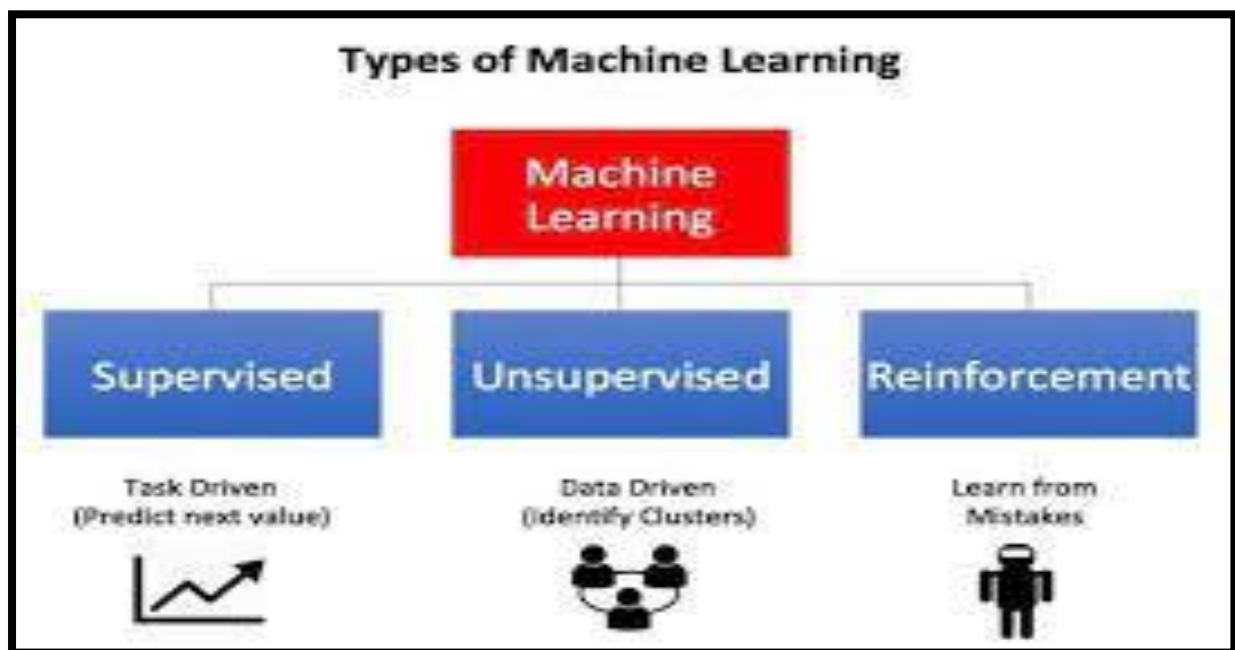 Types of Machine Learning
Machine
Learning
Supervised
Unsupervised
Reinforcement
Task Driven
(Predict next value)
Data Driven
(Identify Clusters)
Learn from
Mistakes